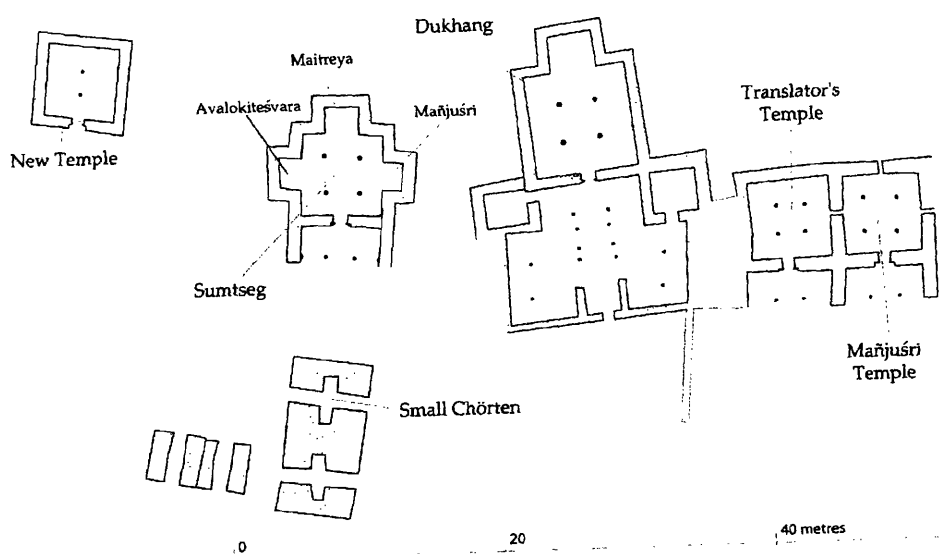 Dukhang
Maitreya
Avalokiteśvara
Mañjuśri
Translator's
Temple
New Temple
Sumtseg
Mañjuśri
Temple
Small Chörten
0
20
40 metres